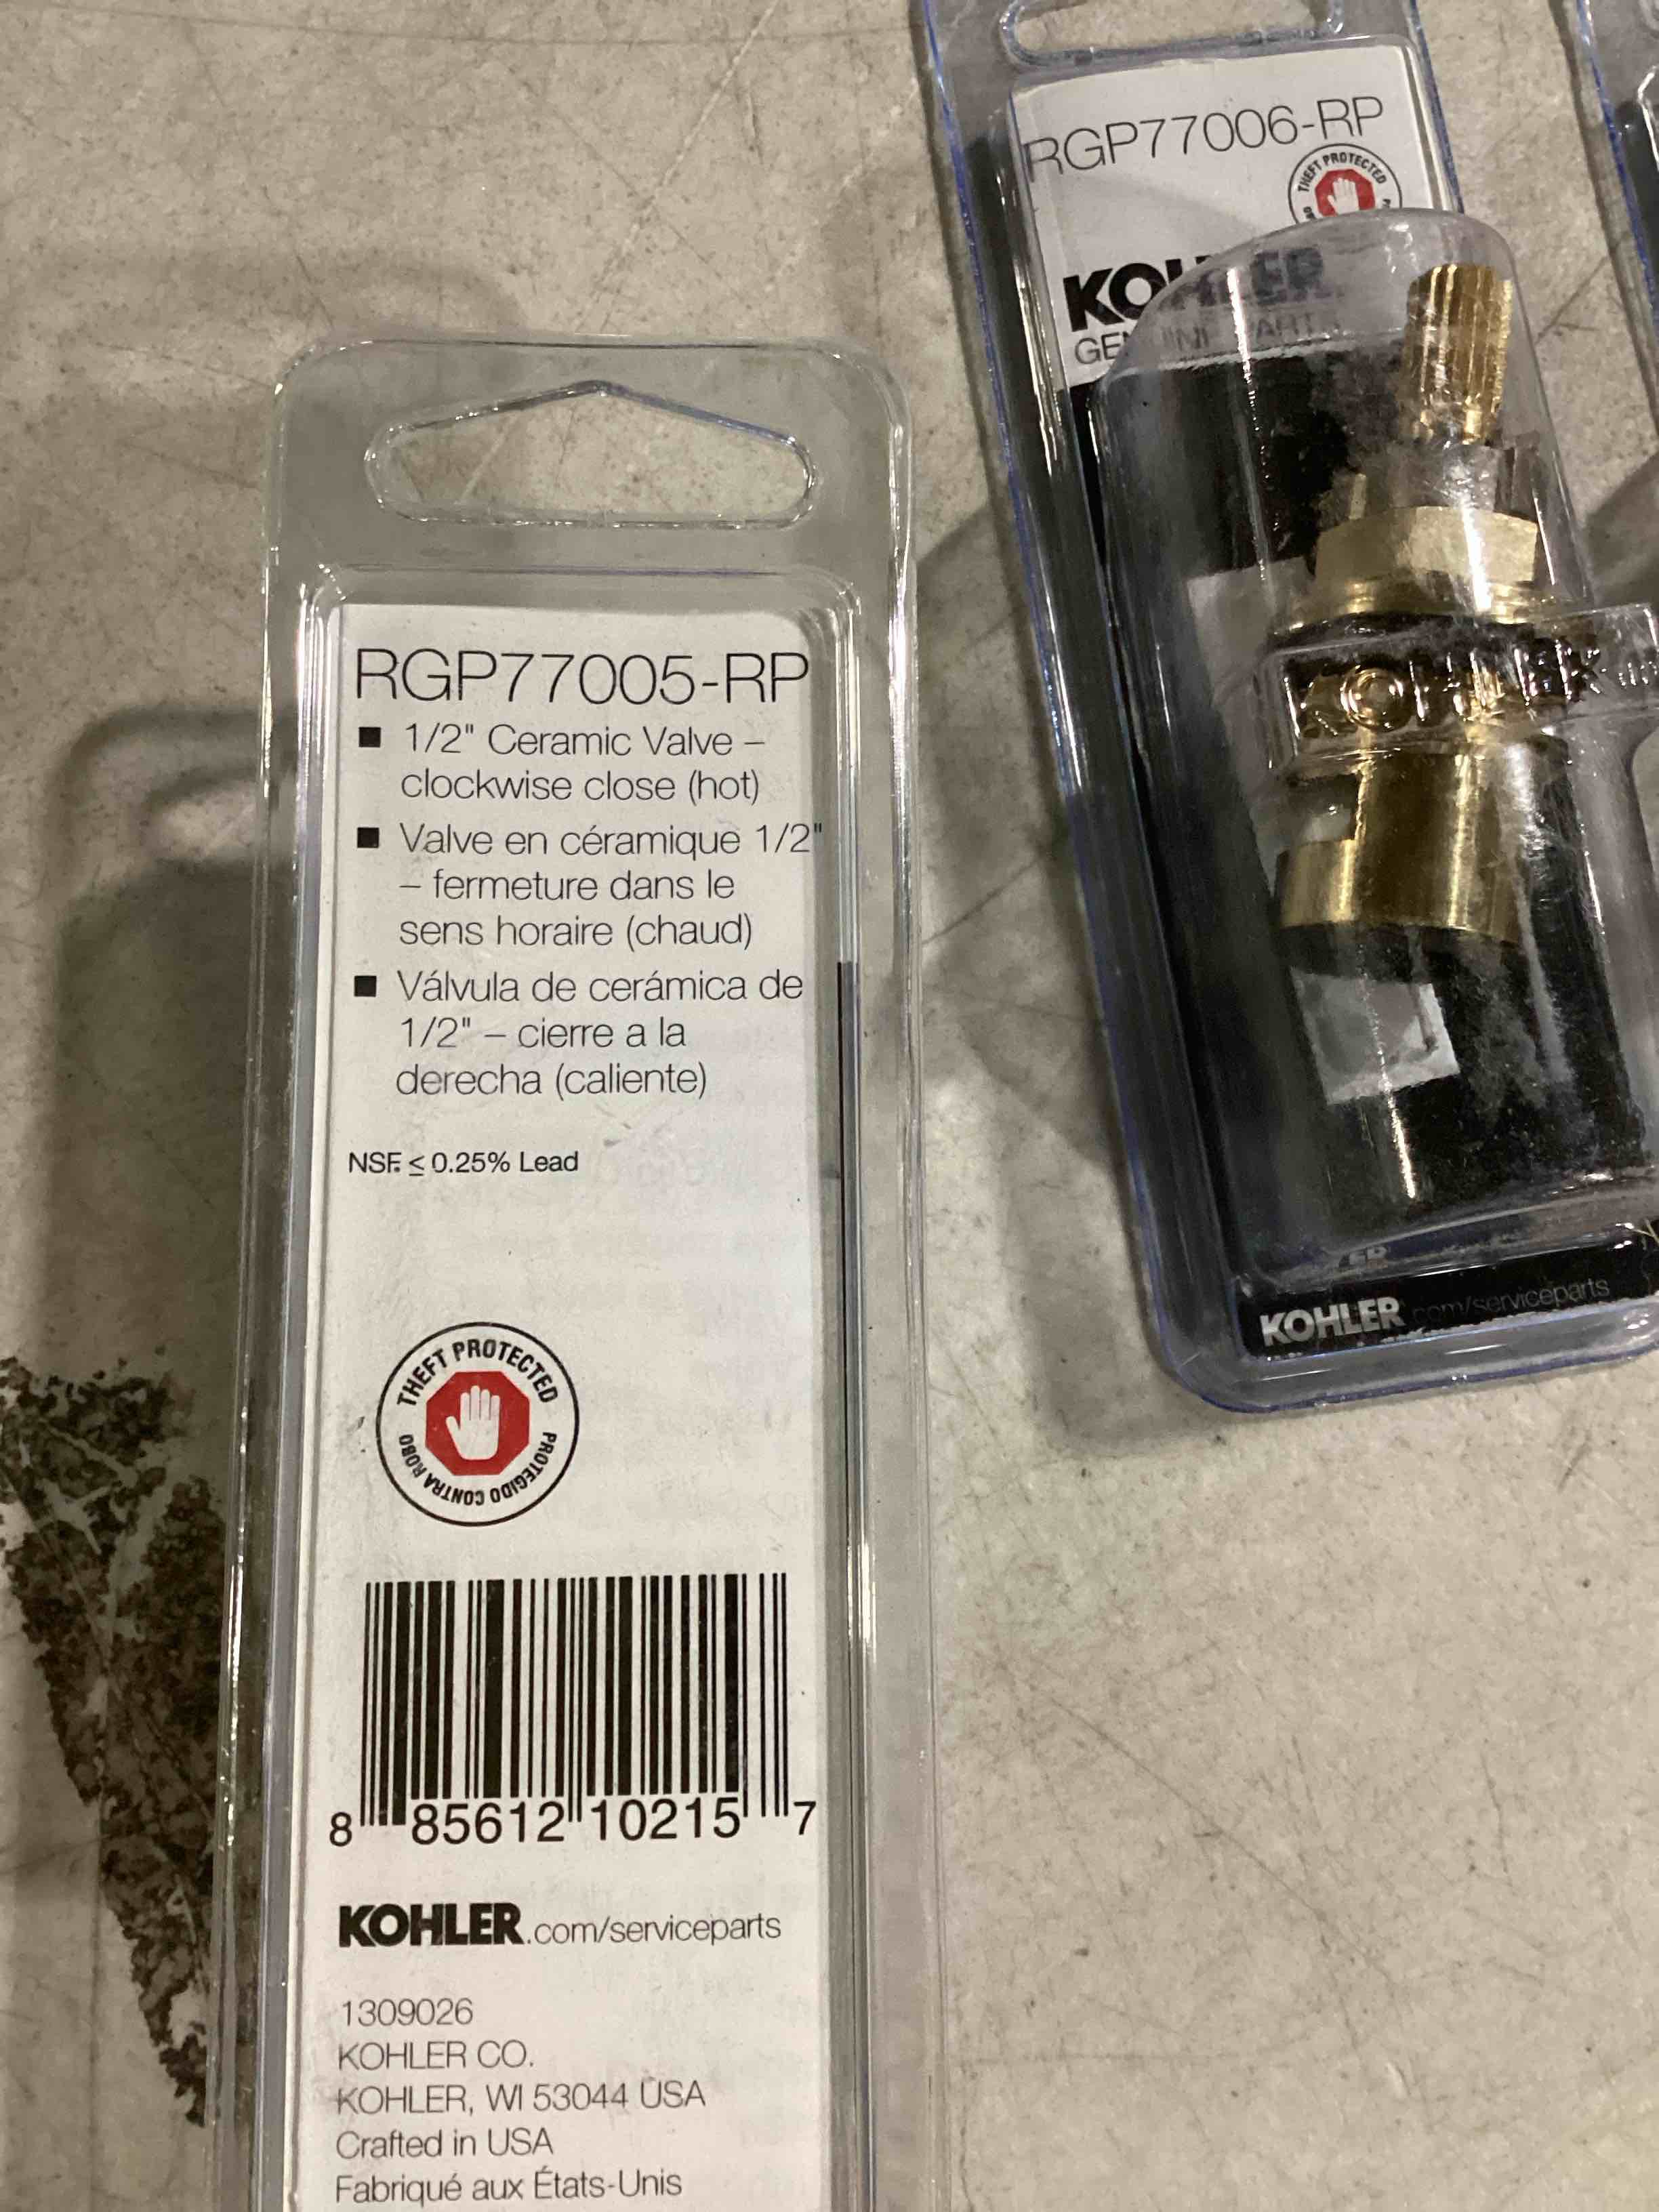 RGP77005-RP
■ 1/2" Ceramic Valve –
clockwise close (hot)
■ Valve en céramique 1/2"
– fermeture dans le
sens horaire (chaud)
■ Válvula de cerámica de
1/2" – cierre a la
derecha (caliente)
NSF. ≤ 0.25% Lead
THEFT PROTECTED
PROTEGIDO CONTRA ROBO
8 85612 10215 7
KOHLER.com/serviceparts
1309026
KOHLER CO.
KOHLER, WI 53044 USA
Crafted in USA
Fabriqué aux États-Unis
RGP77006-RP
THEFT PROTECTED
KOHLER
GENUINE PARTS
KOHLER
KOHLER.com/serviceparts